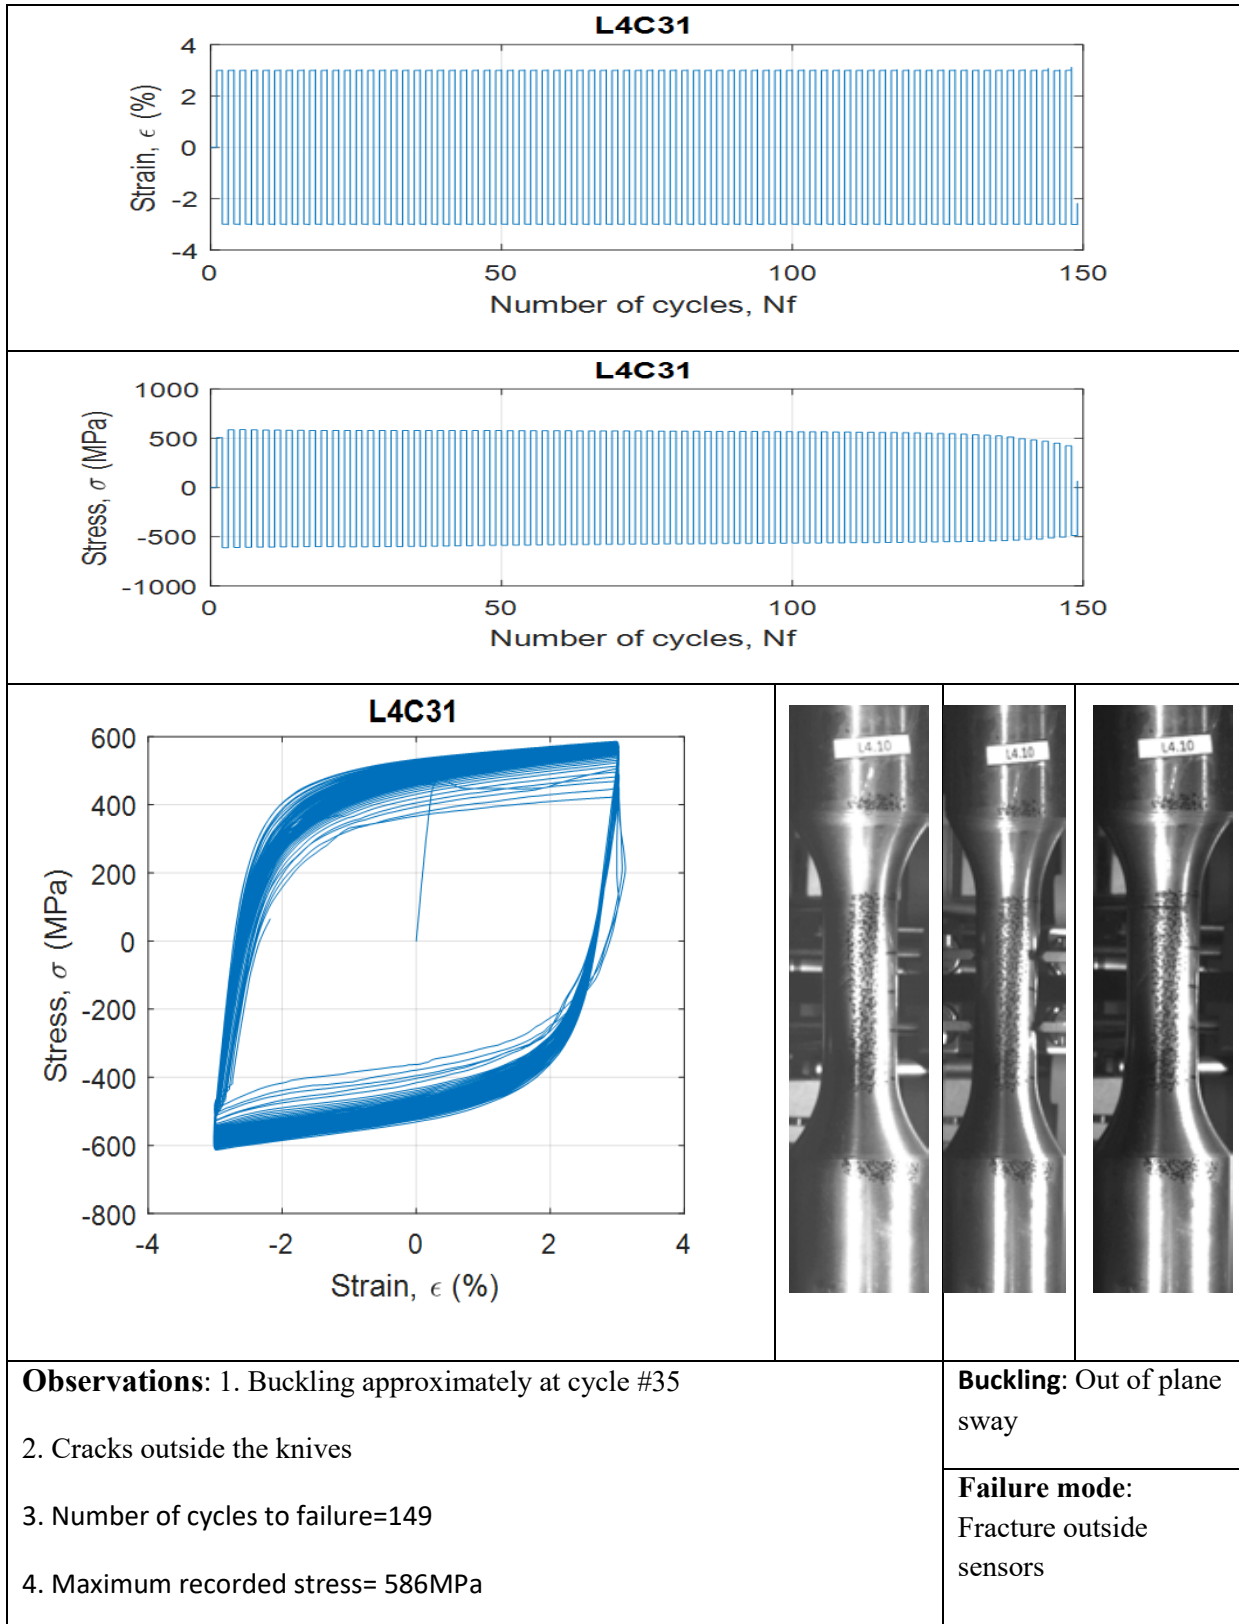 L4C31
4
2
0
-2
-4
Strain, ϵ (%)
0
50
100
150
Number of cycles, Nf
L4C31
1000
500
0
-500
-1000
Stress, σ (MPa)
0
50
100
150
Number of cycles, Nf
L4C31
600
400
200
0
-200
-400
-600
-800
Stress, σ (MPa)
-4
-2
0
2
4
Strain, ϵ (%)
L4.10
L4.10
L4.10
Observations: 1. Buckling approximately at cycle #35
2. Cracks outside the knives
3. Number of cycles to failure=149
4. Maximum recorded stress= 586MPa
Buckling: Out of plane
sway
Failure mode:
Fracture outside
sensors